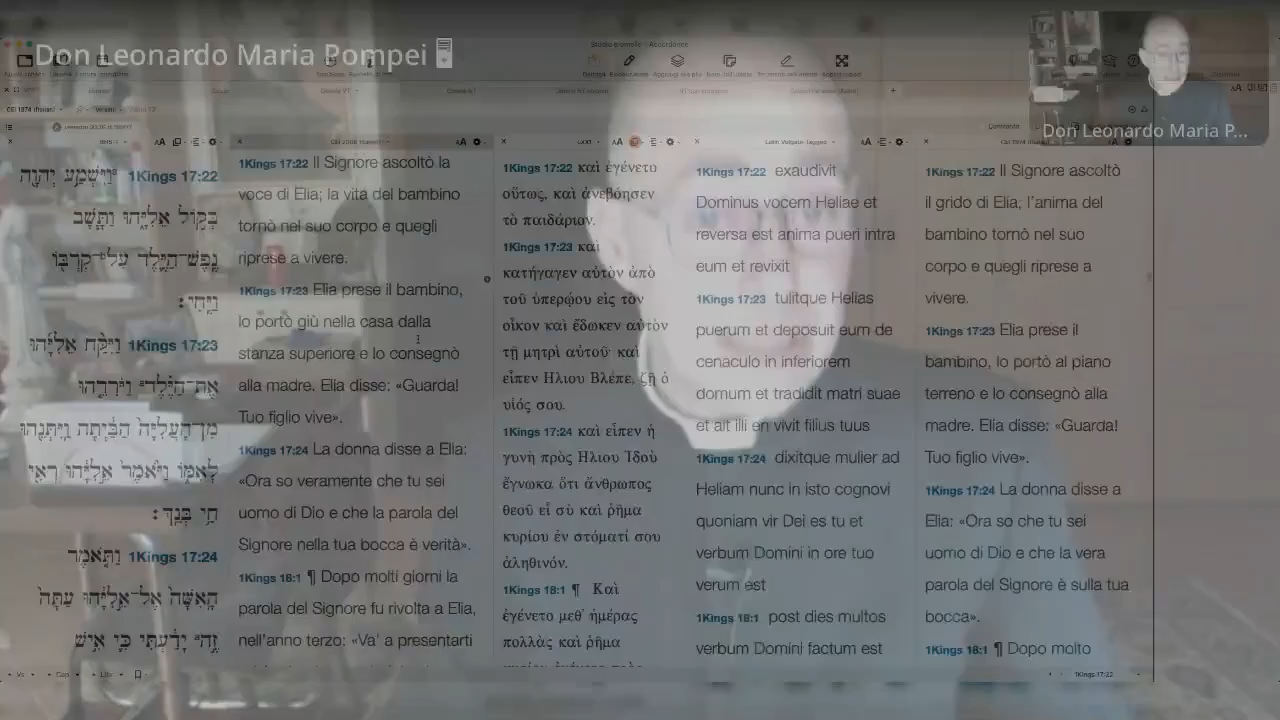 Don Leonardo Maria Pompei
Don Leonardo Maria P...
1Kings 17:22 וַיִּשְׁמַ֥ע יְהוָ֖ה
בְּק֣וֹל אֵלִיָּ֑הוּ וַתָּ֧שׇׁב
נֶֽפֶשׁ־הַיֶּ֛לֶד עַל־קִרְבּ֖וֹ
וַיֶּֽחִי׃
1Kings 17:23 וַיִּקַּ֨ח אֵלִיָּ֜הוּ
אֶת־הַיֶּ֗לֶד וַיֹּרִדֵ֤הוּ
מִן־הָעֲלִיָּה֙ הַבַּ֔יְתָה וַֽיִּתְּנֵ֖הוּ
לְאִמּ֑וֹ וַיֹּ֙אמֶר֙ אֵ֣לִיָּ֔הוּ רְאִ֖י
חַ֥י בְּנֵֽךְ׃
1Kings 17:24 וַתֹּ֤אמֶר
הָֽאִשָּׁה֙ אֶל־אֵ֣לִיָּ֔הוּ עַתָּה֙
זֶ֣ה יָדַ֔עְתִּי כִּ֛י אִ֥ישׁ
1Kings 17:22 Il Signore ascoltò la
voce di Elia; la vita del bambino
tornò nel suo corpo e quegli
riprese a vivere.
1Kings 17:23 Elia prese il bambino,
lo portò giù nella casa dalla
stanza superiore e lo consegnò
alla madre. Elia disse: «Guarda!
Tuo figlio vive».
1Kings 17:24 La donna disse a Elia:
«Ora so veramente che tu sei
uomo di Dio e che la parola del
Signore nella tua bocca è verità».
1Kings 18:1 ¶ Dopo molti giorni la
parola del Signore fu rivolta a Elia,
nell'anno terzo: «Va' a presentarti
1Kings 17:22 καὶ ἐγένετο
οὕτως, καὶ ἀνεβόησεν
τὸ παιδάριον.
1Kings 17:23 καὶ
κατήγαγεν αὐτὸν ἀπὸ
τοῦ ὑπερῴου εἰς τὸν
οἶκον καὶ ἔδωκεν αὐτὸν
τῇ μητρὶ αὐτοῦ· καὶ
εἶπεν Ηλιου Βλέπε, ζῇ ὁ
υἱός σου.
1Kings 17:24 καὶ εἶπεν ἡ
γυνὴ πρὸς Ηλιου Ἰδοὺ
ἔγνωκα ὅτι ἄνθρωπος
θεοῦ εἶ σὺ καὶ ῥῆμα
κυρίου ἐν στόματί σου
ἀληθινόν.
1Kings 18:1 ¶ Καὶ
ἐγένετο μεθ' ἡμέρας
πολλὰς καὶ ῥῆμα
1Kings 17:22 exaudivit
Dominus vocem Heliae et
reversa est anima pueri intra
eum et revixit
1Kings 17:23 tulitque Helias
puerum et deposuit eum de
cenaculo in inferiorem
domum et tradidit matri suae
et ait illi en vivit filius tuus
1Kings 17:24 dixitque mulier ad
Heliam nunc in isto cognovi
quoniam vir Dei es tu et
verbum Domini in ore tuo
verum est
1Kings 18:1 post dies multos
verbum Domini factum est
1Kings 17:22 Il Signore ascoltò
il grido di Elia; l'anima del
bambino tornò nel suo
corpo e quegli riprese a
vivere.
1Kings 17:23 Elia prese il
bambino, lo portò al piano
terreno e lo consegnò alla
madre. Elia disse: «Guarda!
Tuo figlio vive».
1Kings 17:24 La donna disse a
Elia: «Ora so che tu sei
uomo di Dio e che la vera
parola del Signore è sulla tua
bocca».
1Kings 18:1 ¶ Dopo molto
1Kings 17:22